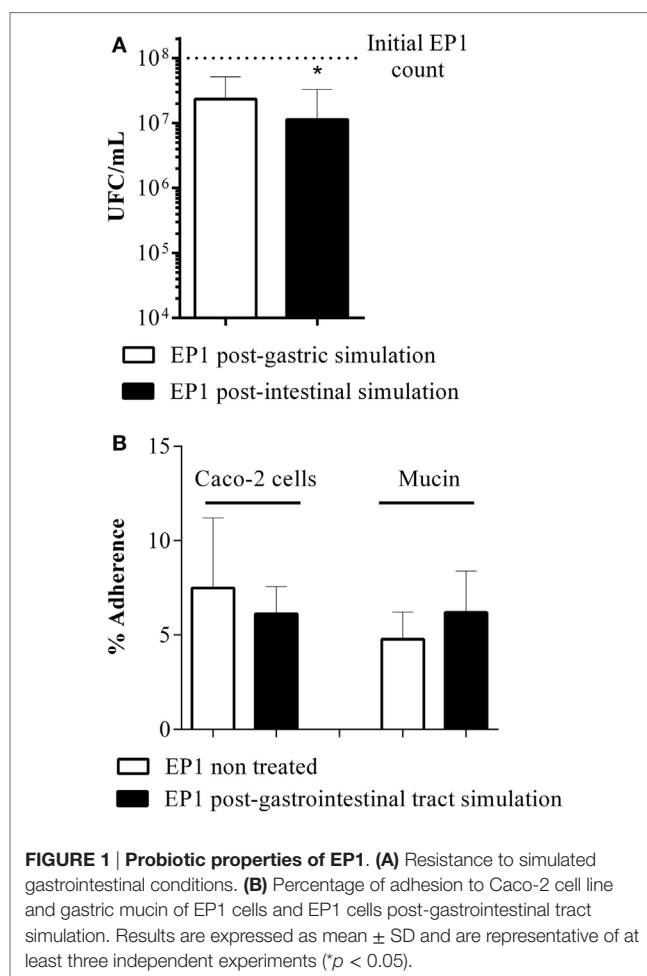 A
Initial EP1
count
10⁸
*
10⁷
10⁶
10⁵
10⁴
UFC/mL
EP1 post-gastric simulation
EP1 post-intestinal simulation
B
15
Caco-2 cells Mucin
10
5
0
% Adherence
EP1 non treated
EP1 post-gastrointestinal tract simulation
FIGURE 1 | Probiotic properties of EP1. (A) Resistance to simulated
gastrointestinal conditions. (B) Percentage of adhesion to Caco-2 cell line
and gastric mucin of EP1 cells and EP1 cells post-gastrointestinal tract
simulation. Results are expressed as mean ± SD and are representative of at
least three independent experiments (*p < 0.05).